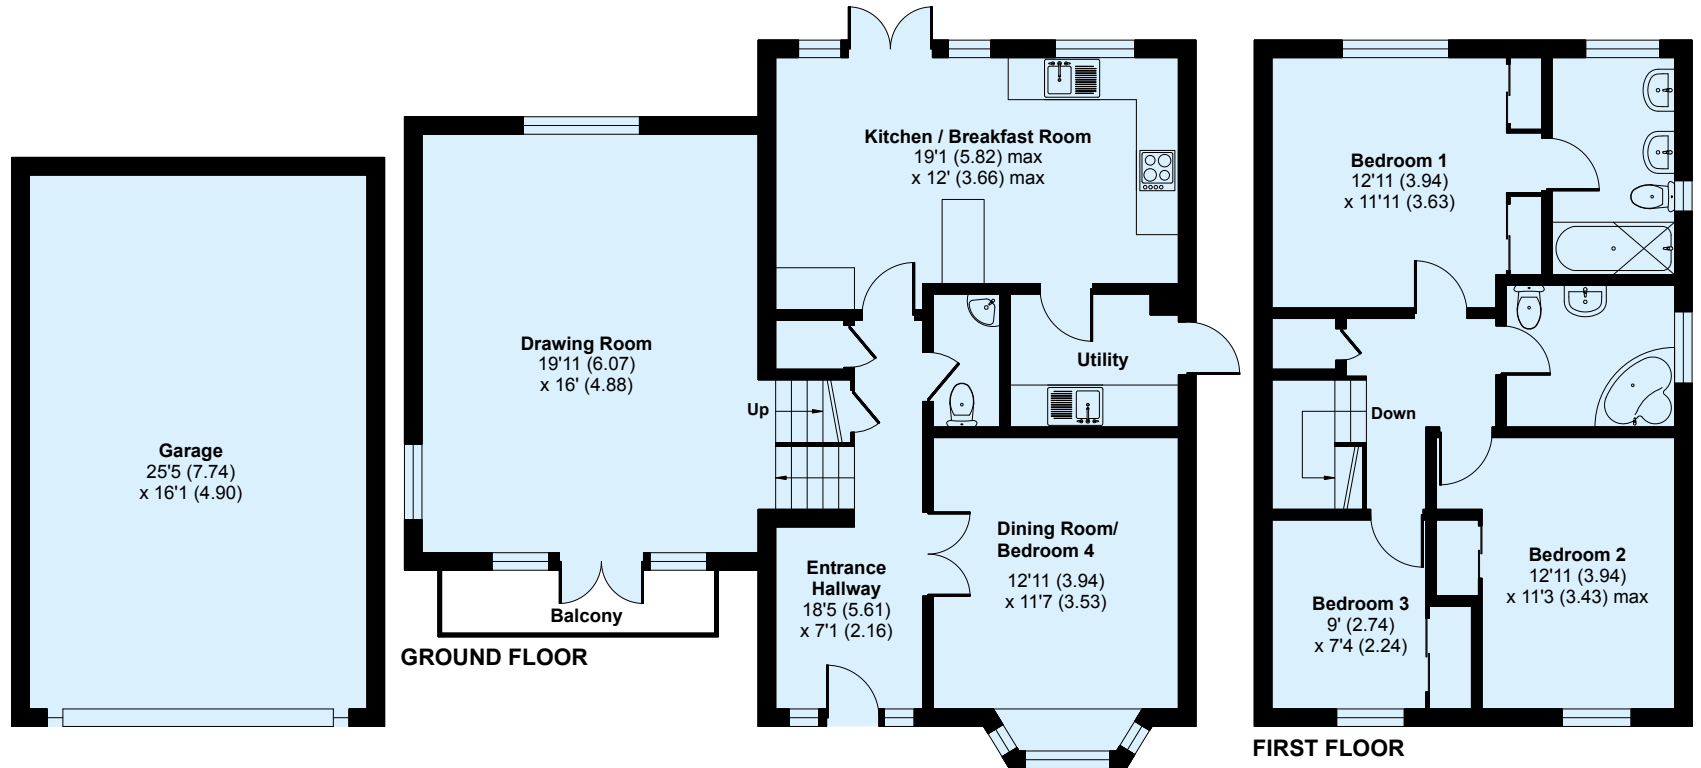 Garage
25'5 (7.74)
x 16'1 (4.90)
Drawing Room
19'11 (6.07)
x 16' (4.88)
Balcony
GROUND FLOOR
Kitchen / Breakfast Room
19'1 (5.82) max
x 12' (3.66) max
Up
Utility
Entrance
Hallway
18'5 (5.61)
x 7'1 (2.16)
Dining Room/
Bedroom 4
12'11 (3.94)
x 11'7 (3.53)
Bedroom 1
12'11 (3.94)
x 11'11 (3.63)
Down
Bedroom 3
9' (2.74)
x 7'4 (2.24)
Bedroom 2
12'11 (3.94)
x 11'3 (3.43) max
FIRST FLOOR